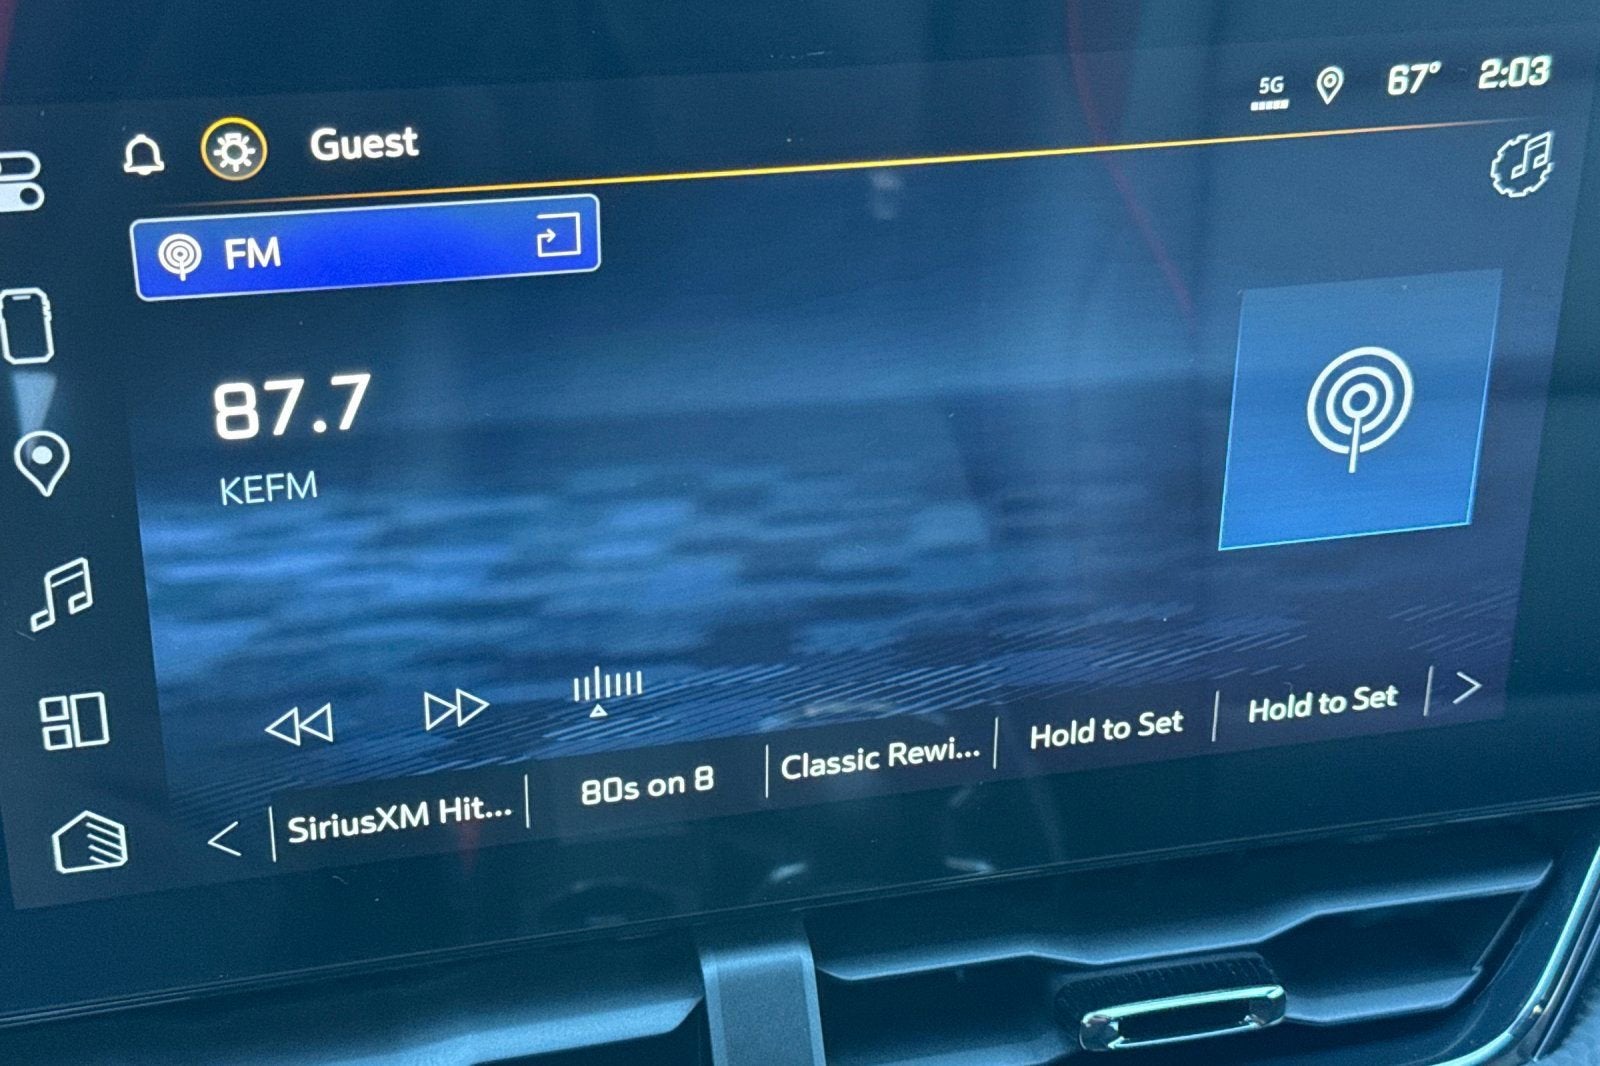 5G 67° 2:03
Guest
FM
87.7
KEFM
SiriusXM Hit... 80s on 8 Classic Rewi... Hold to Set Hold to Set